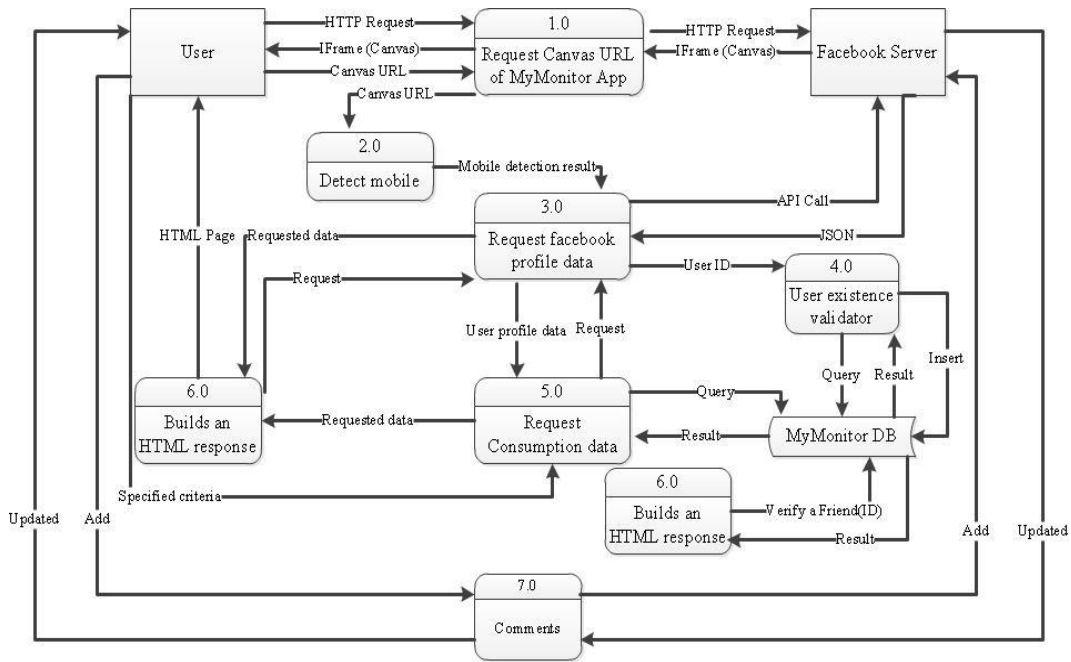 HTTP Request
1.0
HTTP Request
User
IFrame (Canvas)
Request Canvas URL
of MyMonitor App
IFrame (Canvas)
Facebook Server
Canvas URL
Canvas URL
2.0
Detect mobile
Mobile detection result
3.0
Request facebook
profile data
API Call
HTML Page
Requested data
JSON
Request
User ID
4.0
User existence
validator
User profile data
Request
Insert
Query
Result
6.0
Builds an
HTML response
Requested data
5.0
Request
Consumption data
Query
Result
MyMonitor DB
Specified criteria
6.0
Builds an
HTML response
Verify a Friend(ID)
Result
Updated
Add
Add
Updated
7.0
Comments